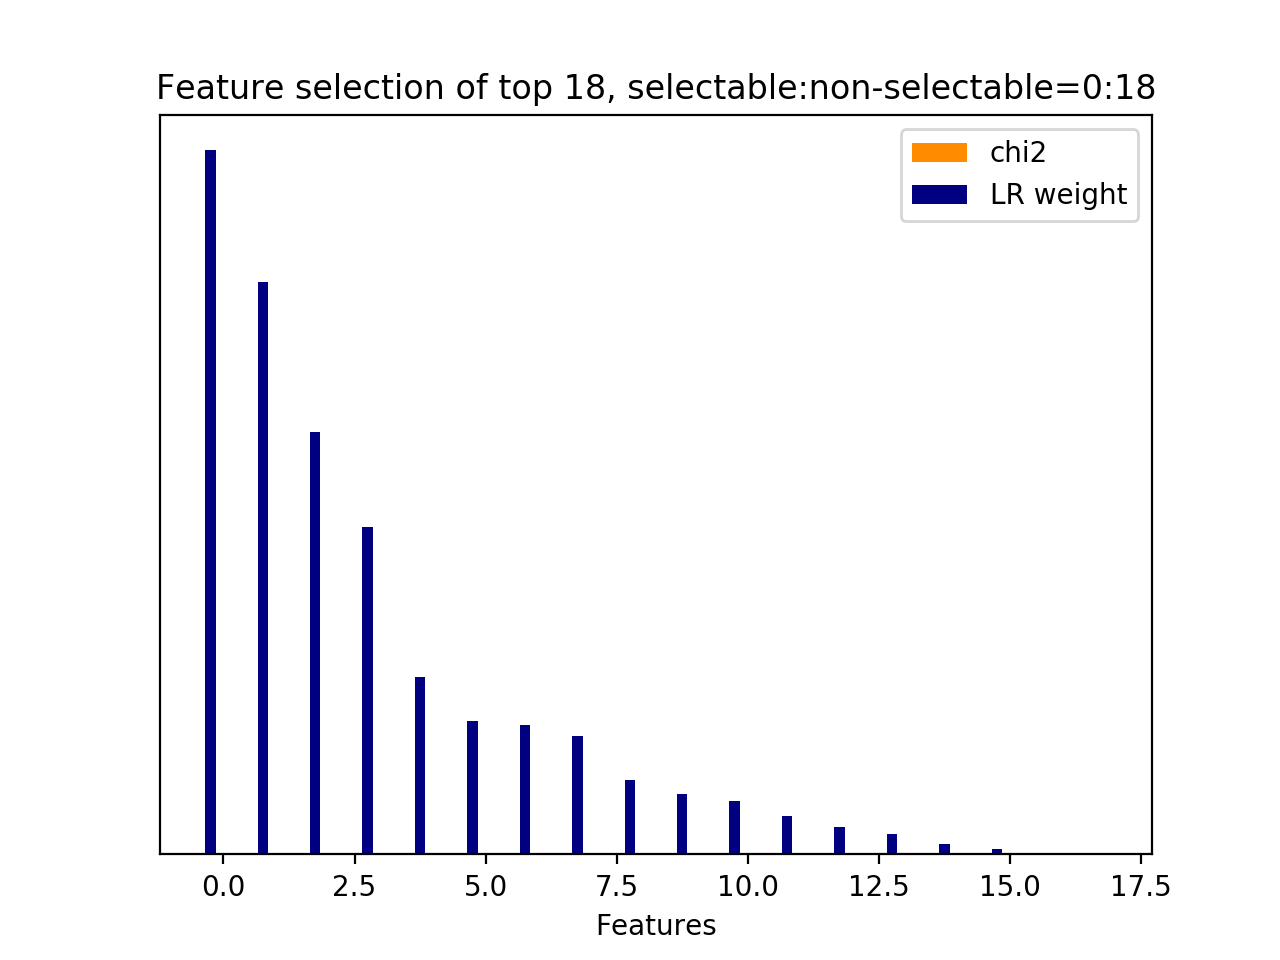 Feature selection of top 18, selectable:non-selectable=0:18
chi2
LR weight
0.0 2.5 5.0 7.5 10.0 12.5 15.0 17.5
Features